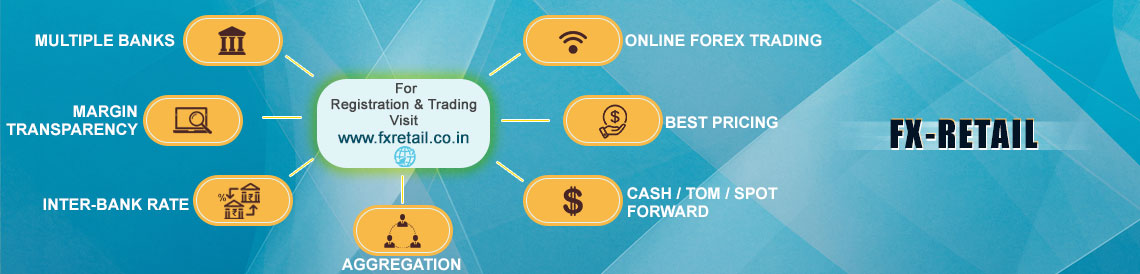 MULTIPLE BANKS
MARGIN
TRANSPARENCY
%
₹ ₹
₹ ₹
INTER-BANK RATE
For
Registration & Trading
Visit
www.fxretail.co.in
AGGREGATION
ONLINE FOREX TRADING
$
BEST PRICING
$
CASH / TOM / SPOT
FORWARD
FX-RETAIL